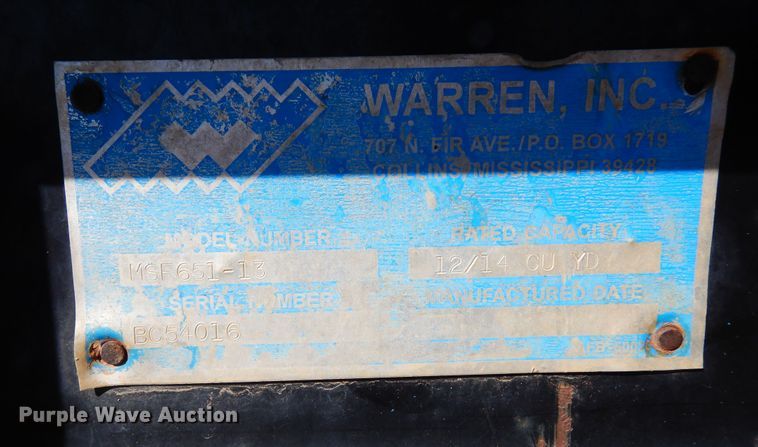 WARREN, INC.
707 N. FIR AVE./P.O. BOX 1719
COLLINS, MISSISSIPPI 39428
MODEL NUMBER
RATED CAPACITY
MSF651-13
12/14 CU YD
SERIAL NUMBER
MANUFACTURED DATE
BC54016
Purple Wave Auction